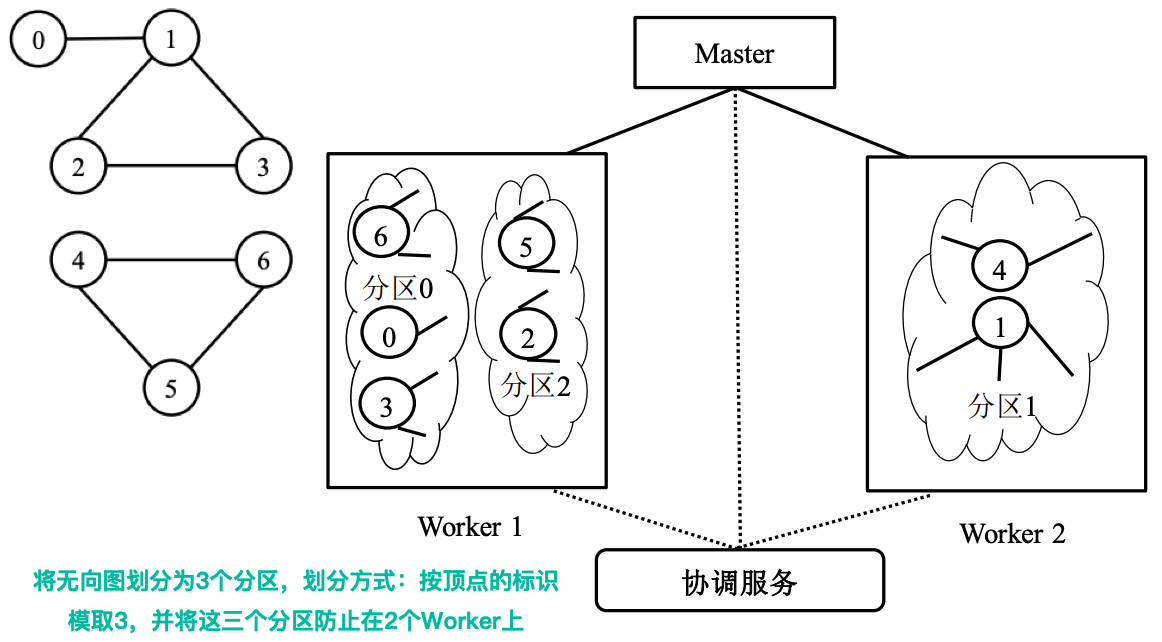 0
1
2
3
4
6
5
Master
6
分区0
0
3
5
2
分区2
4
1
分区1
Worker 1
Worker 2
协调服务
将无向图划分为3个分区，划分方式：按顶点的标识
模取3，并将这三个分区防止在2个Worker上